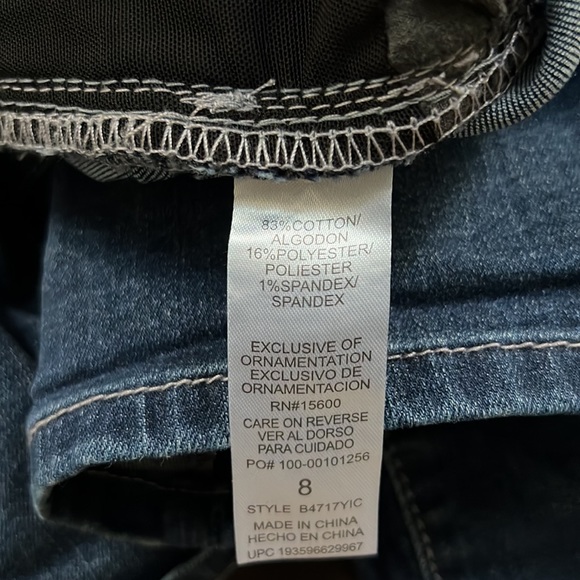 83%COTTON/
ALGODON
16%POLYESTER/
POLIESTER
1%SPANDEX/
SPANDEX
EXCLUSIVE OF
ORNAMENTATION
EXCLUSIVO DE
ORNAMENTACION
RN#15600
CARE ON REVERSE
VER AL DORSO
PARA CUIDADO
PO# 100-00101256
8
STYLE B4717YIC
MADE IN CHINA
HECHO EN CHINA
UPC 193596629967